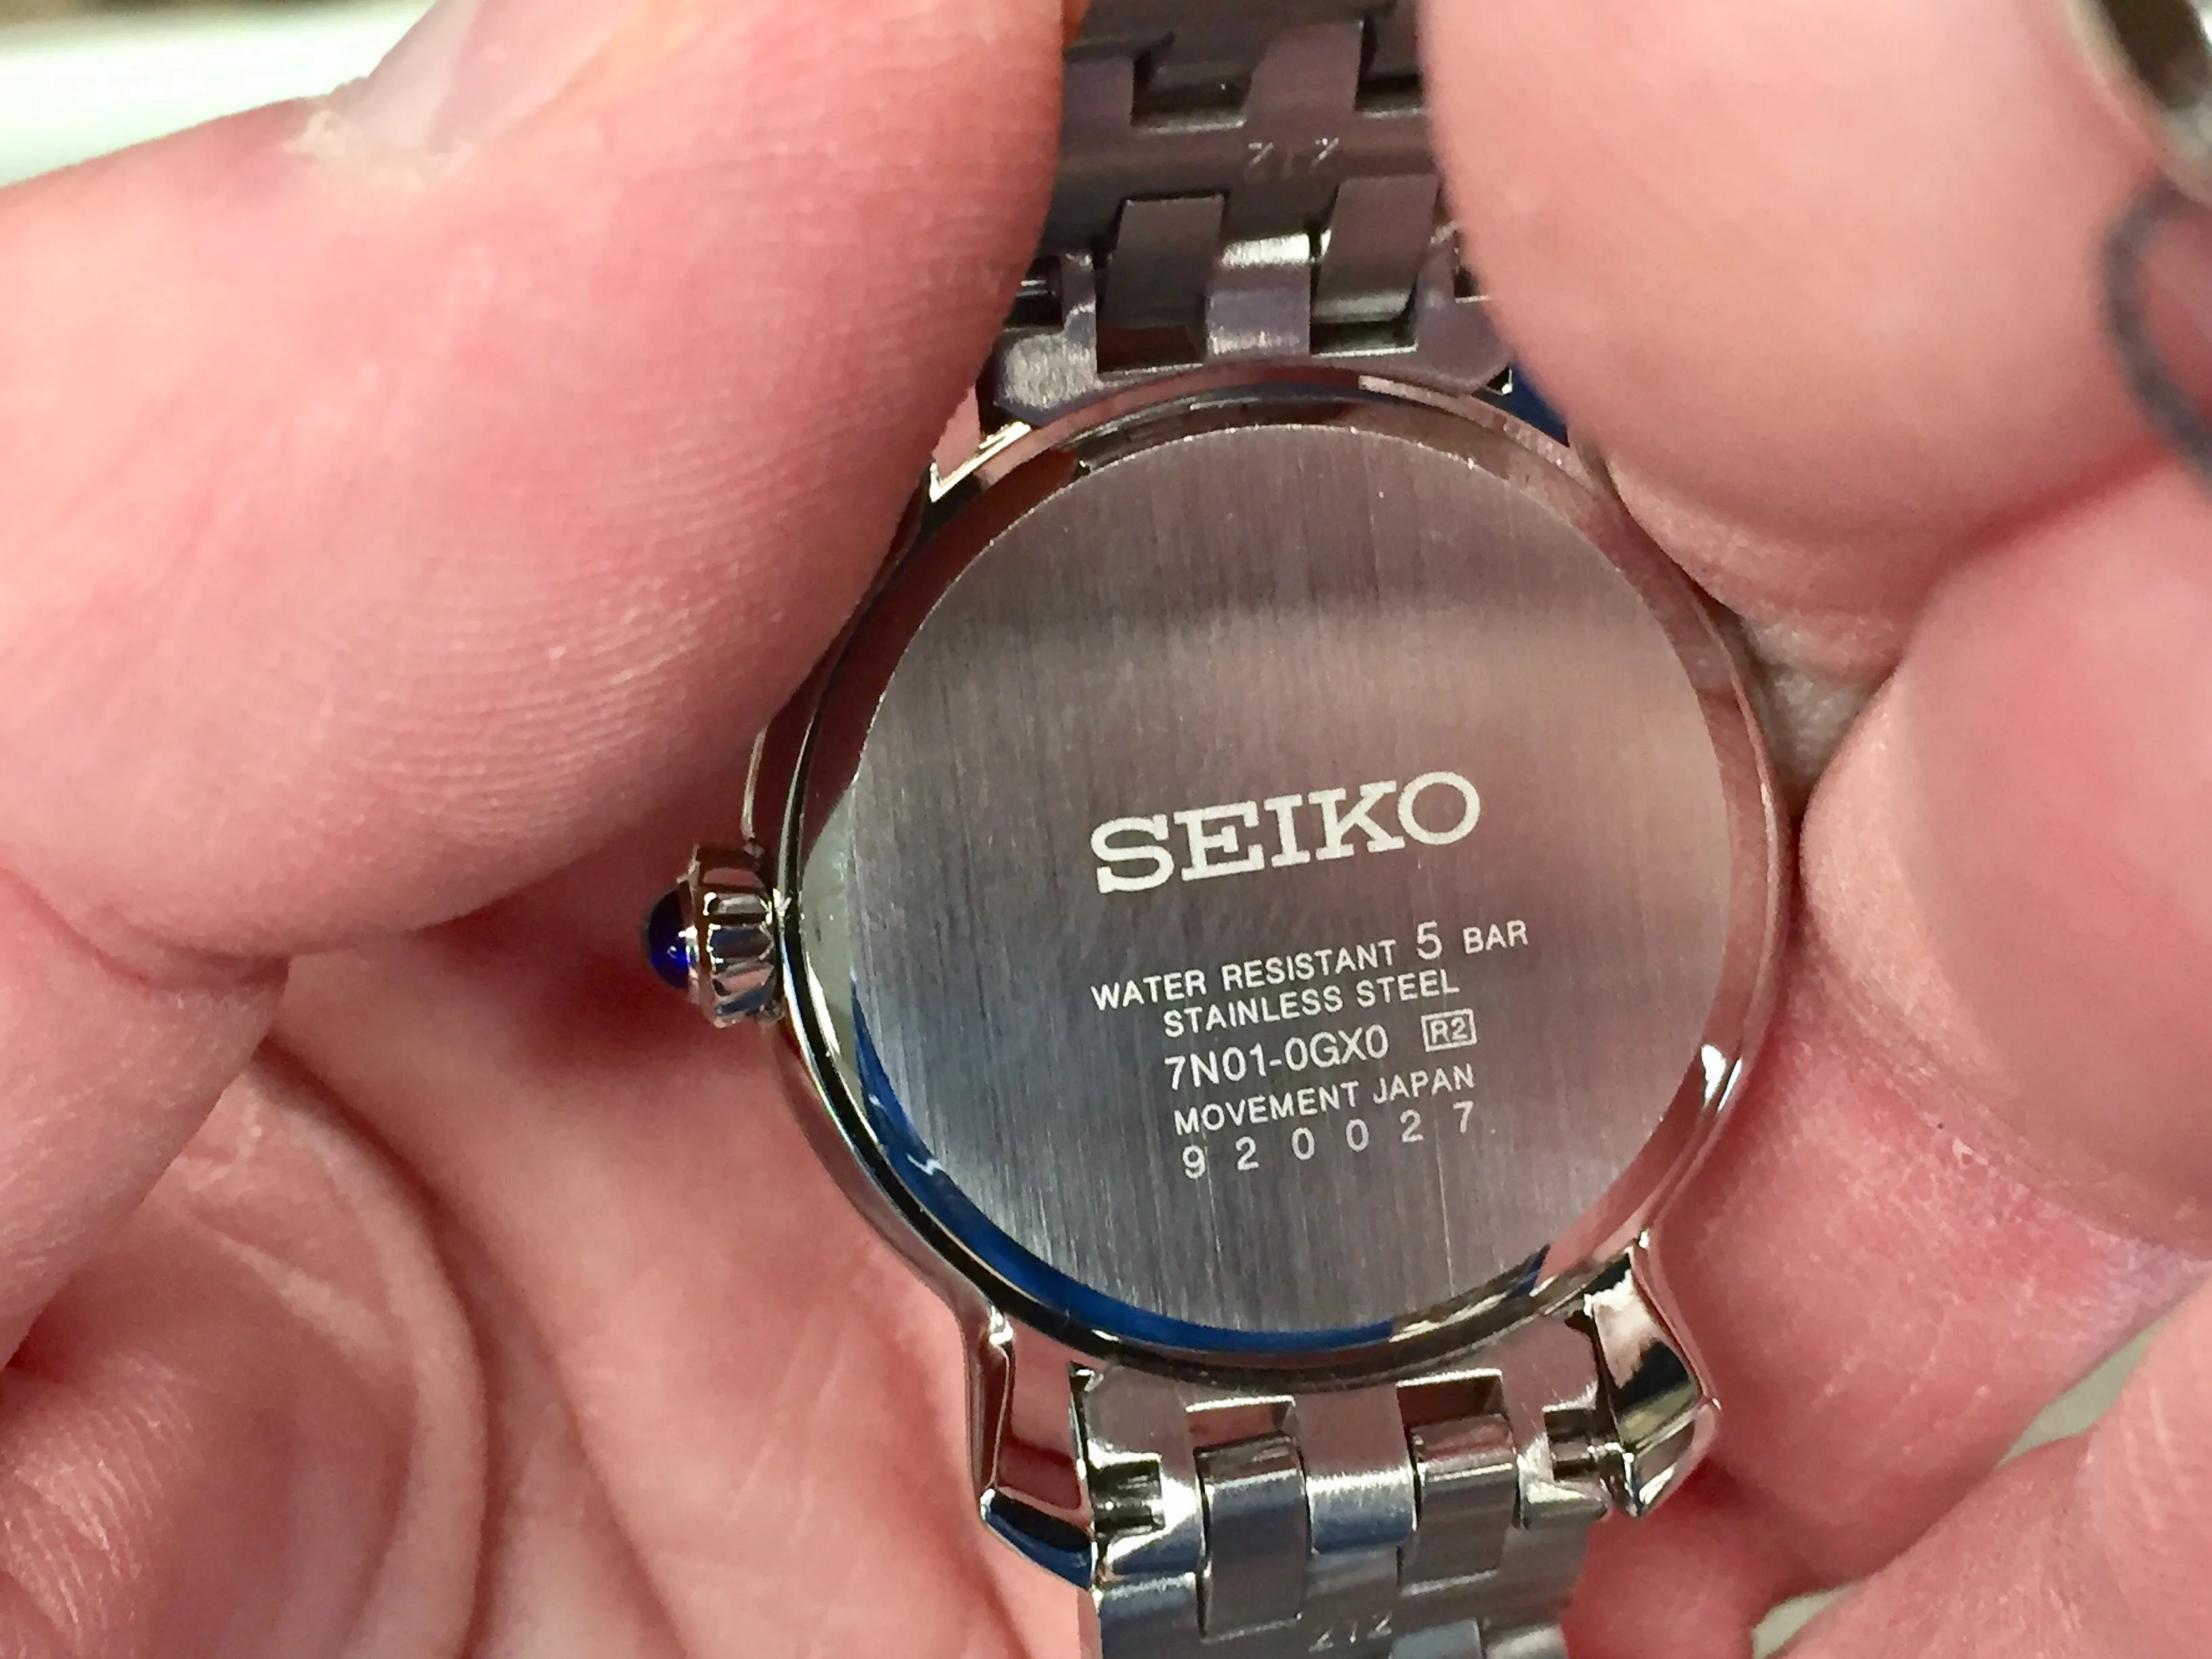 Z I Z
SEIKO
WATER RESISTANT 5 BAR
STAINLESS STEEL
7N01-0GX0 R2
MOVEMENT JAPAN
920027
Z I Z